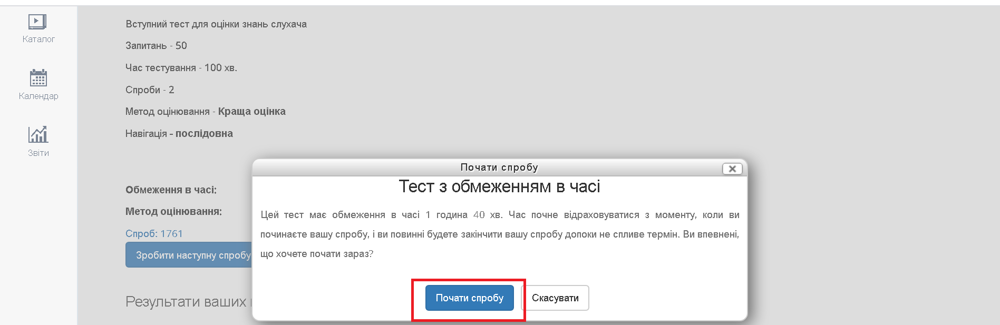 Каталог
Календар
Звіти
Вступний тест для оцінки знань слухача
Запитань - 50
Час тестування - 100 хв.
Спроби - 2
Метод оцінювання - Краща оцінка
Навігація - послідовна
Обмеження в часі:
Метод оцінювання:
Спроб: 1761
Зробити наступну спробу
Результати ваших
Почати спробу
Тест з обмеженням в часі
Цей тест має обмеження в часі 1 година 40 хв. Час почне відраховуватися з моменту, коли ви
починаєте вашу спробу, і ви повинні будете закінчити вашу спробу допоки не спливе термін. Ви впевнені,
що хочете почати зараз?
Почати спробу
Скасувати